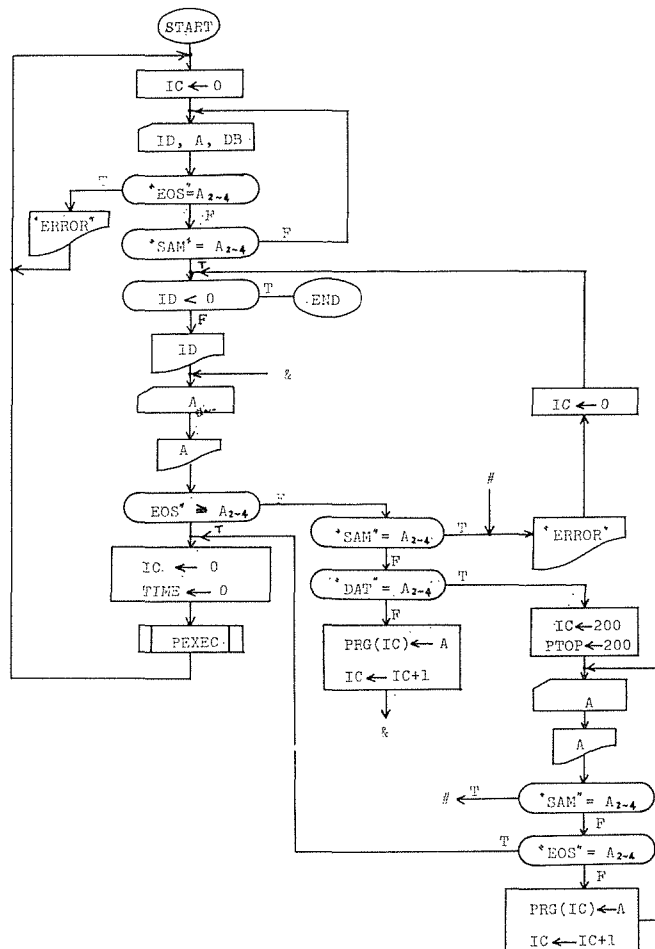 START
IC ← 0
ID, A, DB
T
"EOS"=A2~4
F
"ERROR"
"SAM"= A2~4
F
T
ID < 0
T
END
F
ID
&
A
IC ← 0
A
#
EOS" = A2~4
F
"SAM"= A2~4
T
"ERROR"
T
F
IC ← 0
TIME ← 0
"DAT"= A2~4
T
F
IC ← 200
PTOP ← 200
PEXEC
PRG(IC) ← A
IC ← IC+1
A
&
A
# T
"SAM"= A2~4
F
T
"EOS"= A2~4
F
PRG(IC) ← A
IC ← IC+1